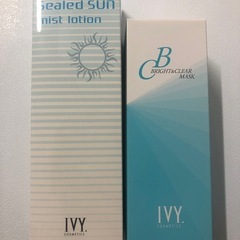 Sealed SUN
mist lotion
IVY.
COSMETICS
CB
BRIGHT&CLEAR
MASK
IVY.
COSMETICS